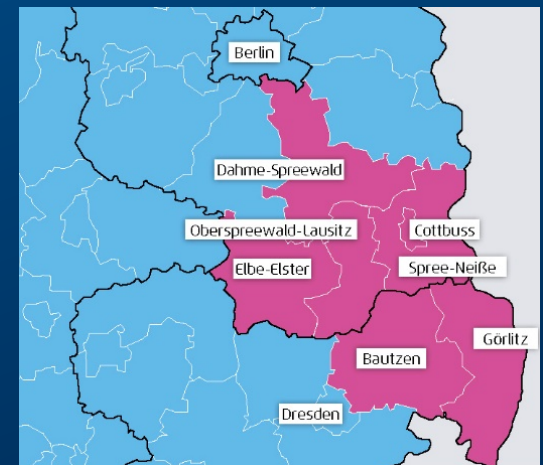 Berlin
Dahme-Spreewald
Oberspreewald-Lausitz
Cottbuss
Elbe-Elster
Spree-Neiße
Görlitz
Bautzen
Dresden